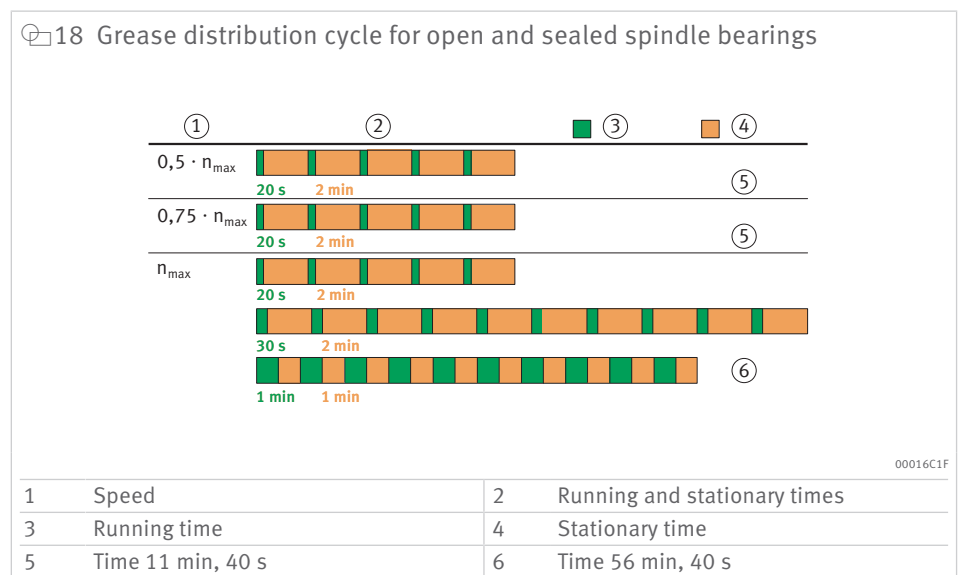 18 Grease distribution cycle for open and sealed spindle bearings
1 2 3 4
0,5 · nmax
20 s 2 min
5
0,75 · nmax
20 s 2 min
5
nmax
20 s 2 min
30 s 2 min
6
1 min 1 min
00016C1F
1 Speed 2 Running and stationary times
3 Running time 4 Stationary time
5 Time 11 min, 40 s 6 Time 56 min, 40 s